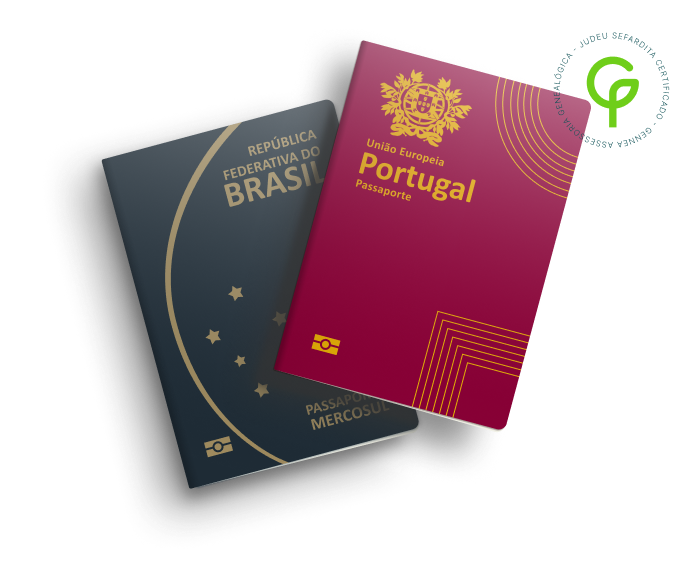 REPÚBLICA
FEDERATIVA DO
BRASIL
PASSAPO
MERCOSUL
União Europeia
Portugal
Passaporte
JUDEU SEFARDITA CERTIFICADO - GENNEA ASSESSORIA GENEALÓGICA -